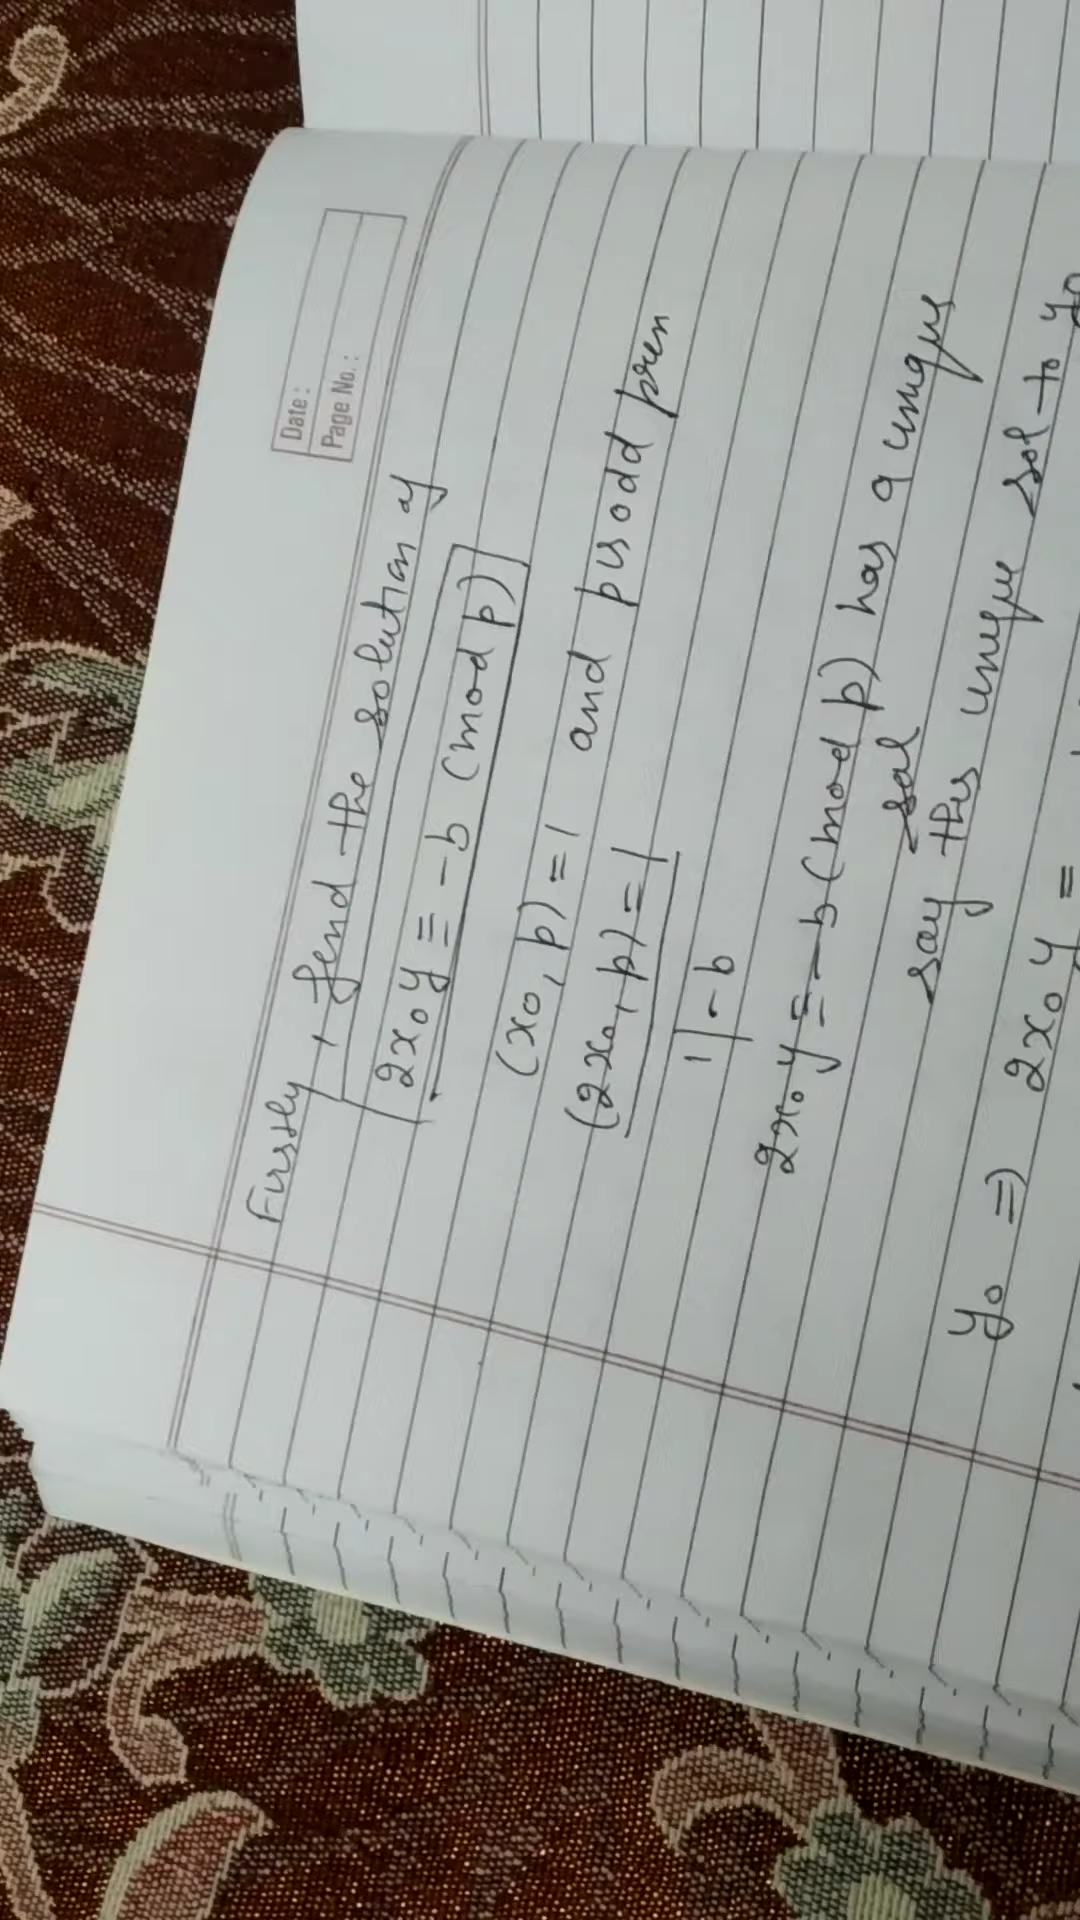 Date :
Page No. :
Firstly, find the solution of
2x₀y ≡ -b (mod p)
(x₀, p) = 1 and p is odd
(2x₀, p) = 1
1 | -b
2x₀y ≡ -b (mod p) has a unique
sol
say this unique sol to y₀
y₀ ⇒ 2x₀y =